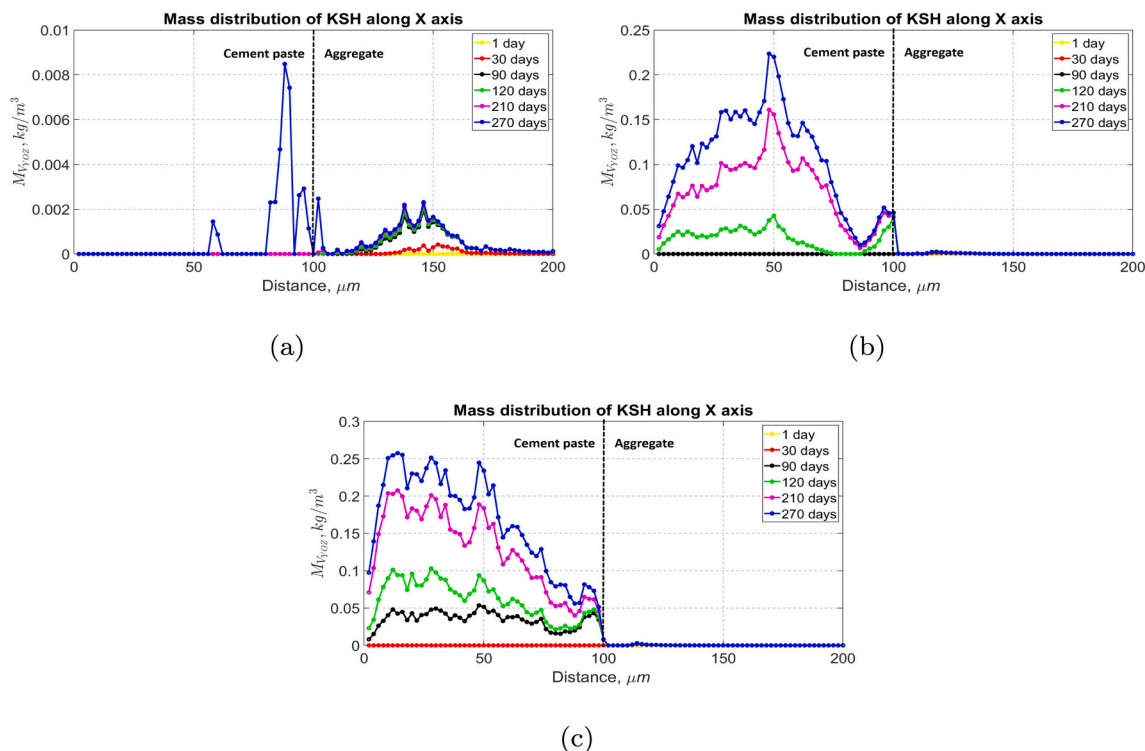 Mass distribution of KSH along X axis
0.01
0.008
0.006
0.004
0.002
0
Cement paste
Aggregate
1 day
30 days
90 days
120 days
210 days
270 days
M_{V_{YOZ}}, kg/m³
0 50 100 150 200
Distance, μm
(a)
Mass distribution of KSH along X axis
0.25
0.2
0.15
0.1
0.05
0
Cement paste
Aggregate
1 day
30 days
90 days
120 days
210 days
270 days
M_{V_{YOZ}}, kg/m³
0 50 100 150 200
Distance, μm
(b)
Mass distribution of KSH along X axis
0.3
0.25
0.2
0.15
0.1
0.05
0
Cement paste
Aggregate
1 day
30 days
90 days
120 days
210 days
270 days
M_{V_{YOZ}}, kg/m³
0 50 100 150 200
Distance, μm
(c)